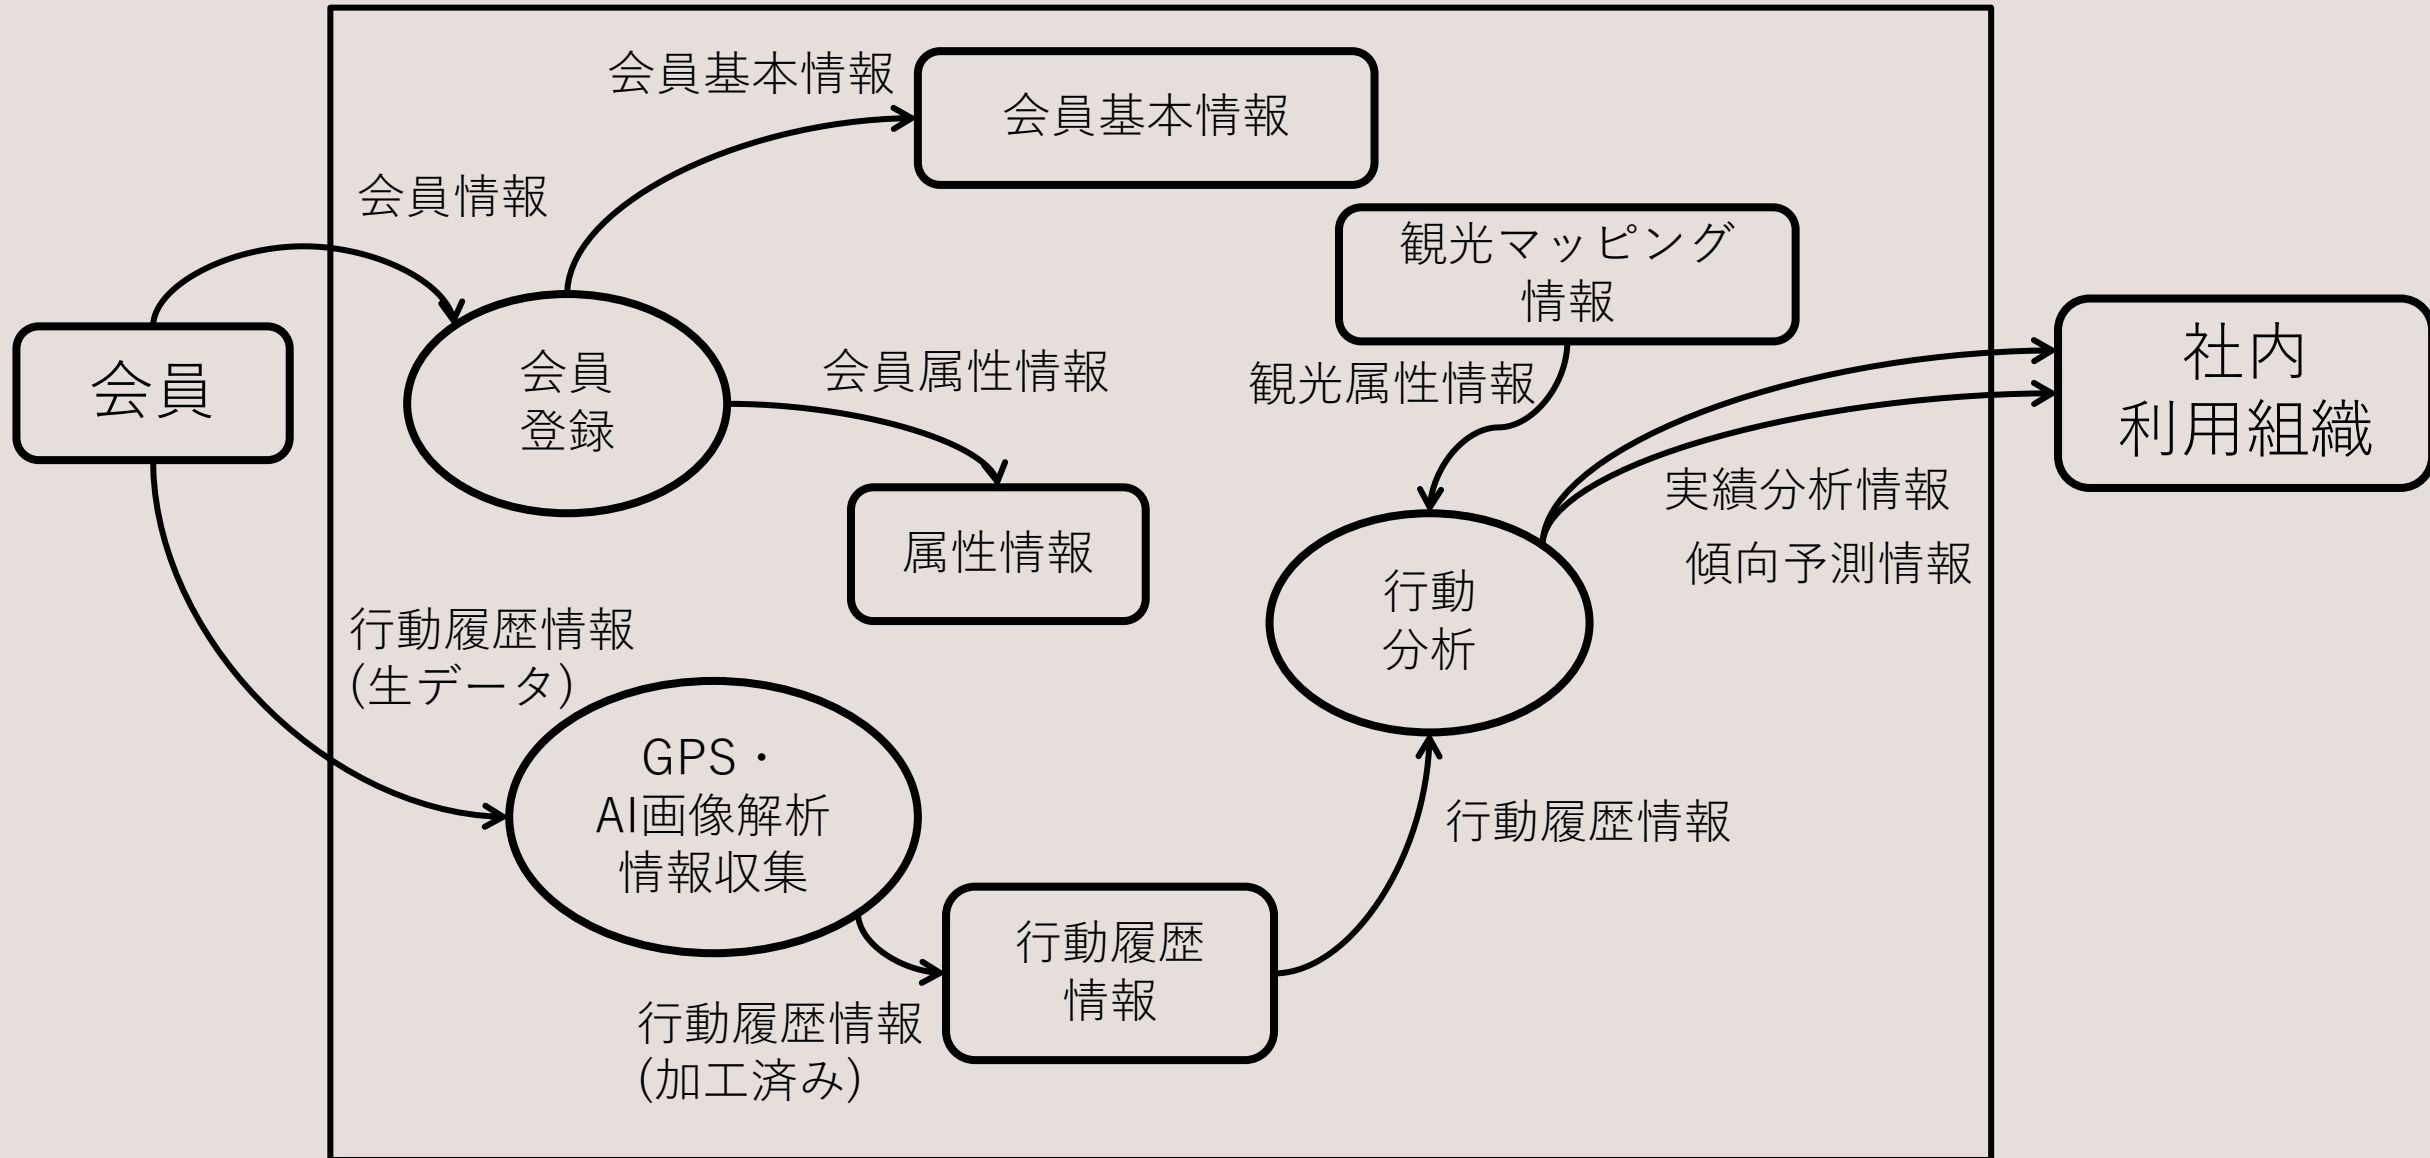 会員基本情報
会員基本情報
会員情報
観光マッピング
情報
会員
会員
登録
会員属性情報
観光属性情報
社内
利用組織
実績分析情報
傾向予測情報
属性情報
行動
分析
行動履歴情報
(生データ)
GPS・
AI画像解析
情報収集
行動履歴情報
行動履歴
情報
行動履歴情報
(加工済み)